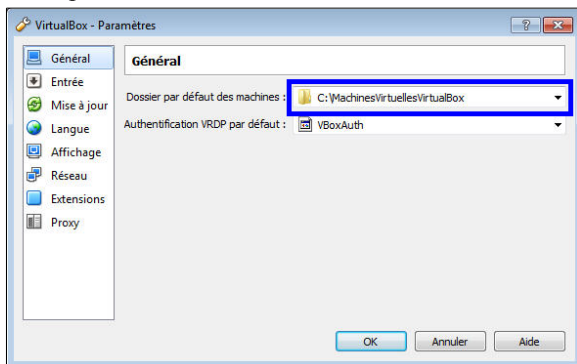 VirtualBox - Paramètres
Général
Entrée
Mise à jour
Langue
Affichage
Réseau
Extensions
Proxy
Général
Dossier par défaut des machines : C:\MachinesVirtuellesVirtualBox
Authentification VRDP par défaut : VBoxAuth
OK Annuler Aide